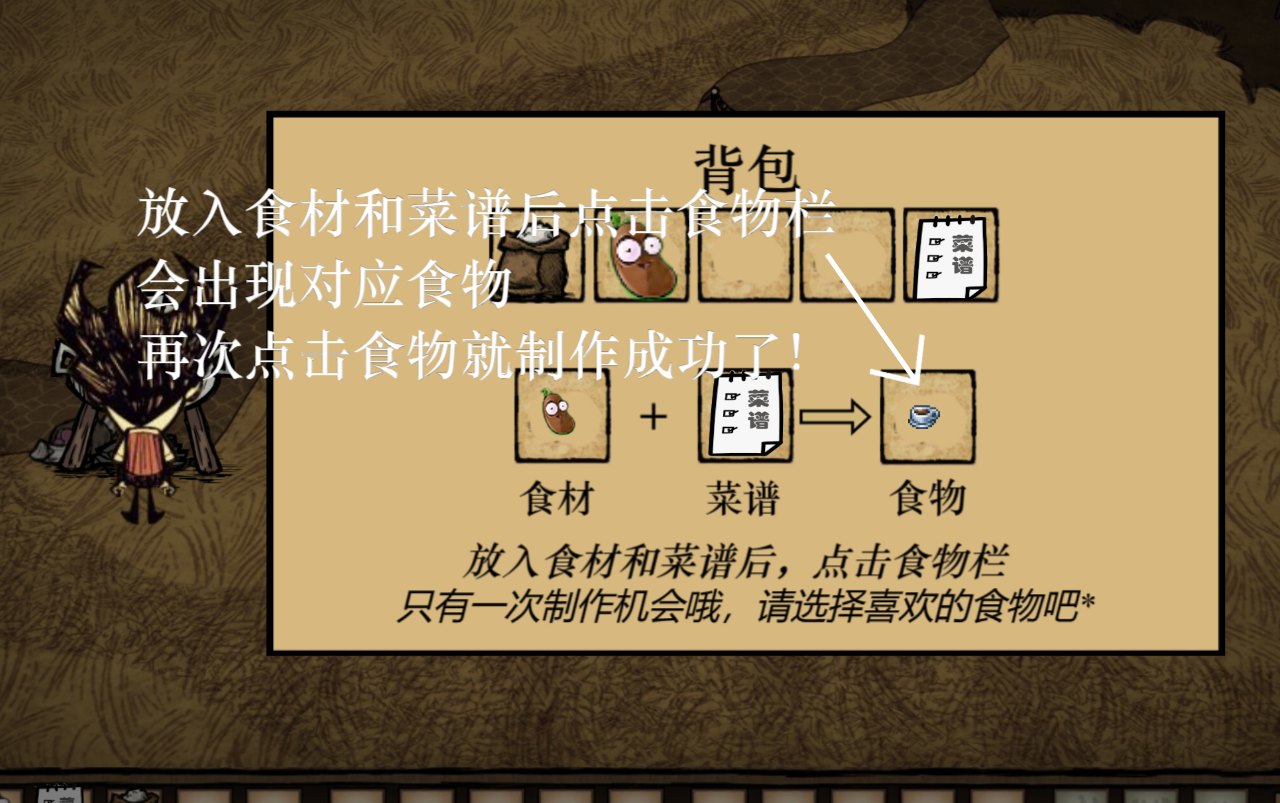 背包
放入食材和菜谱后点击食物栏
会出现对应食物
再次点击食物就制作成功了!
菜谱
菜谱
食材
+
菜谱
食物
放入食材和菜谱后，点击食物栏
只有一次制作机会哦，请选择喜欢的食物吧*